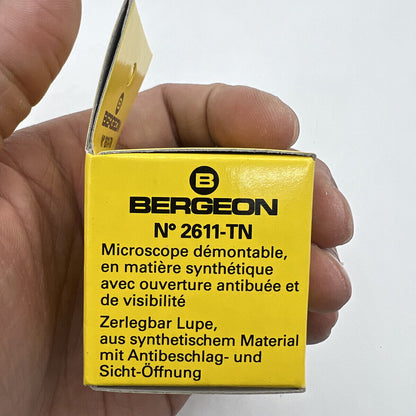 B
BERGEON
N° 2611-TN
Microscope démontable,
en matière synthétique
avec ouverture antibuée et
de visibilité
Zerlegbar Lupe,
aus synthetischem Material
mit Antibeschlag- und
Sicht-Öffnung
BERGEON